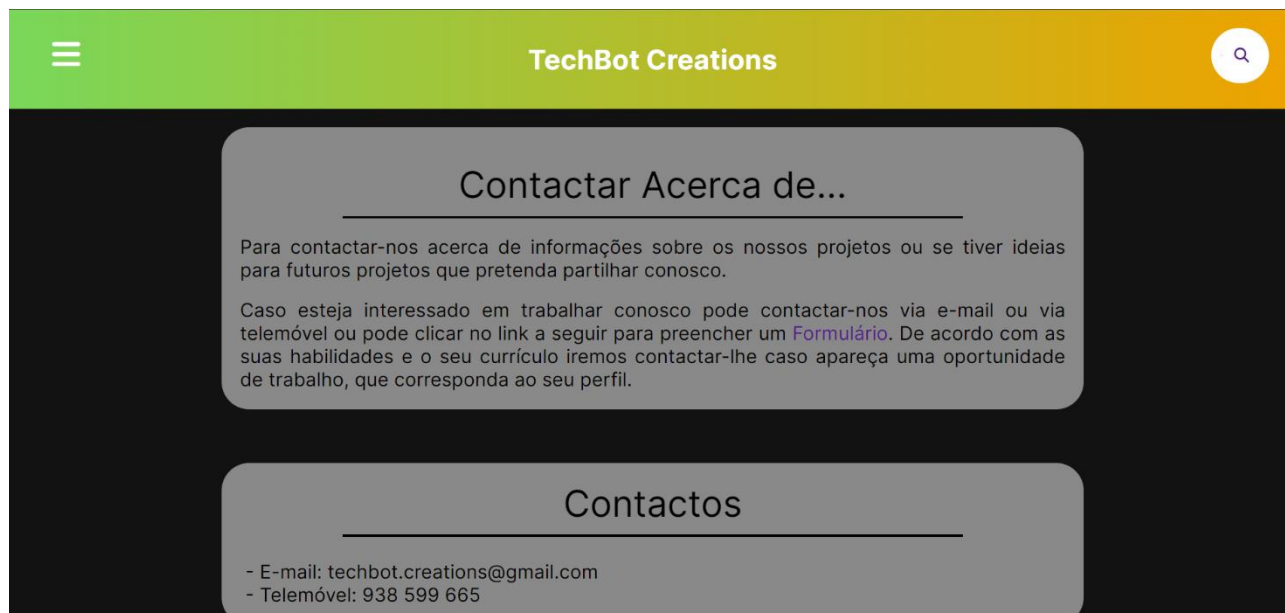 TechBot Creations
Contactar Acerca de...
Para contactar-nos acerca de informações sobre os nossos projetos ou se tiver ideias
para futuros projetos que pretenda partilhar conosco.
Caso esteja interessado em trabalhar conosco pode contactar-nos via e-mail ou via
telemóvel ou pode clicar no link a seguir para preencher um Formulário. De acordo com as
suas habilidades e o seu currículo iremos contactar-lhe caso apareça uma oportunidade
de trabalho, que corresponda ao seu perfil.
Contactos
- E-mail: techbot.creations@gmail.com
- Telemóvel: 938 599 665